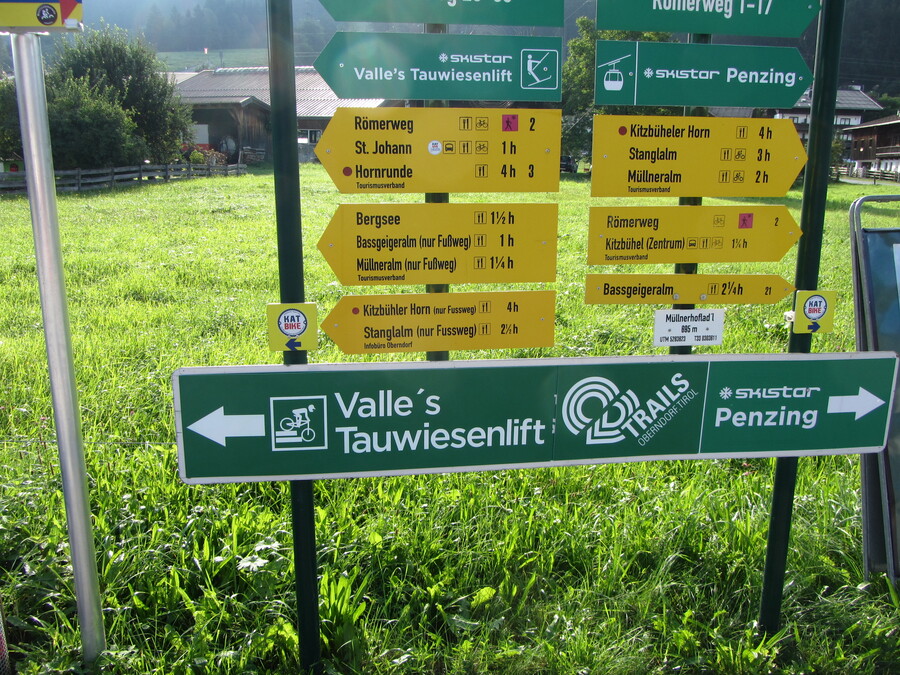 Römerweg 1-17
SKISTAR
Valle's Tauwiesenlift
SKISTAR Penzing
Römerweg 2
St. Johann 1 h
Hornrunde 4 h 3
Tourismusverband
Kitzbüheler Horn 4 h
Stanglalm 3 h
Müllneralm 2 h
Tourismusverband
Bergsee 1½ h
Bassgeigeralm (nur Fußweg) 1 h
Müllneralm (nur Fußweg) 1¼ h
Tourismusverband
Römerweg 2
Kitzbühel (Zentrum) 1¼ h
Tourismusverband
Bassgeigeralm 2¼ h 21
Kitzbühler Horn (nur Fussweg) 4 h
Stanglalm (nur Fussweg) 2½ h
Infobüro Oberndorf
Müllnerhoflad'l
KAT
BIKE
KAT
BIKE
Valle´s
Tauwiesenlift
TRAILS
OBERNDORF TIROL
SKISTAR
Penzing